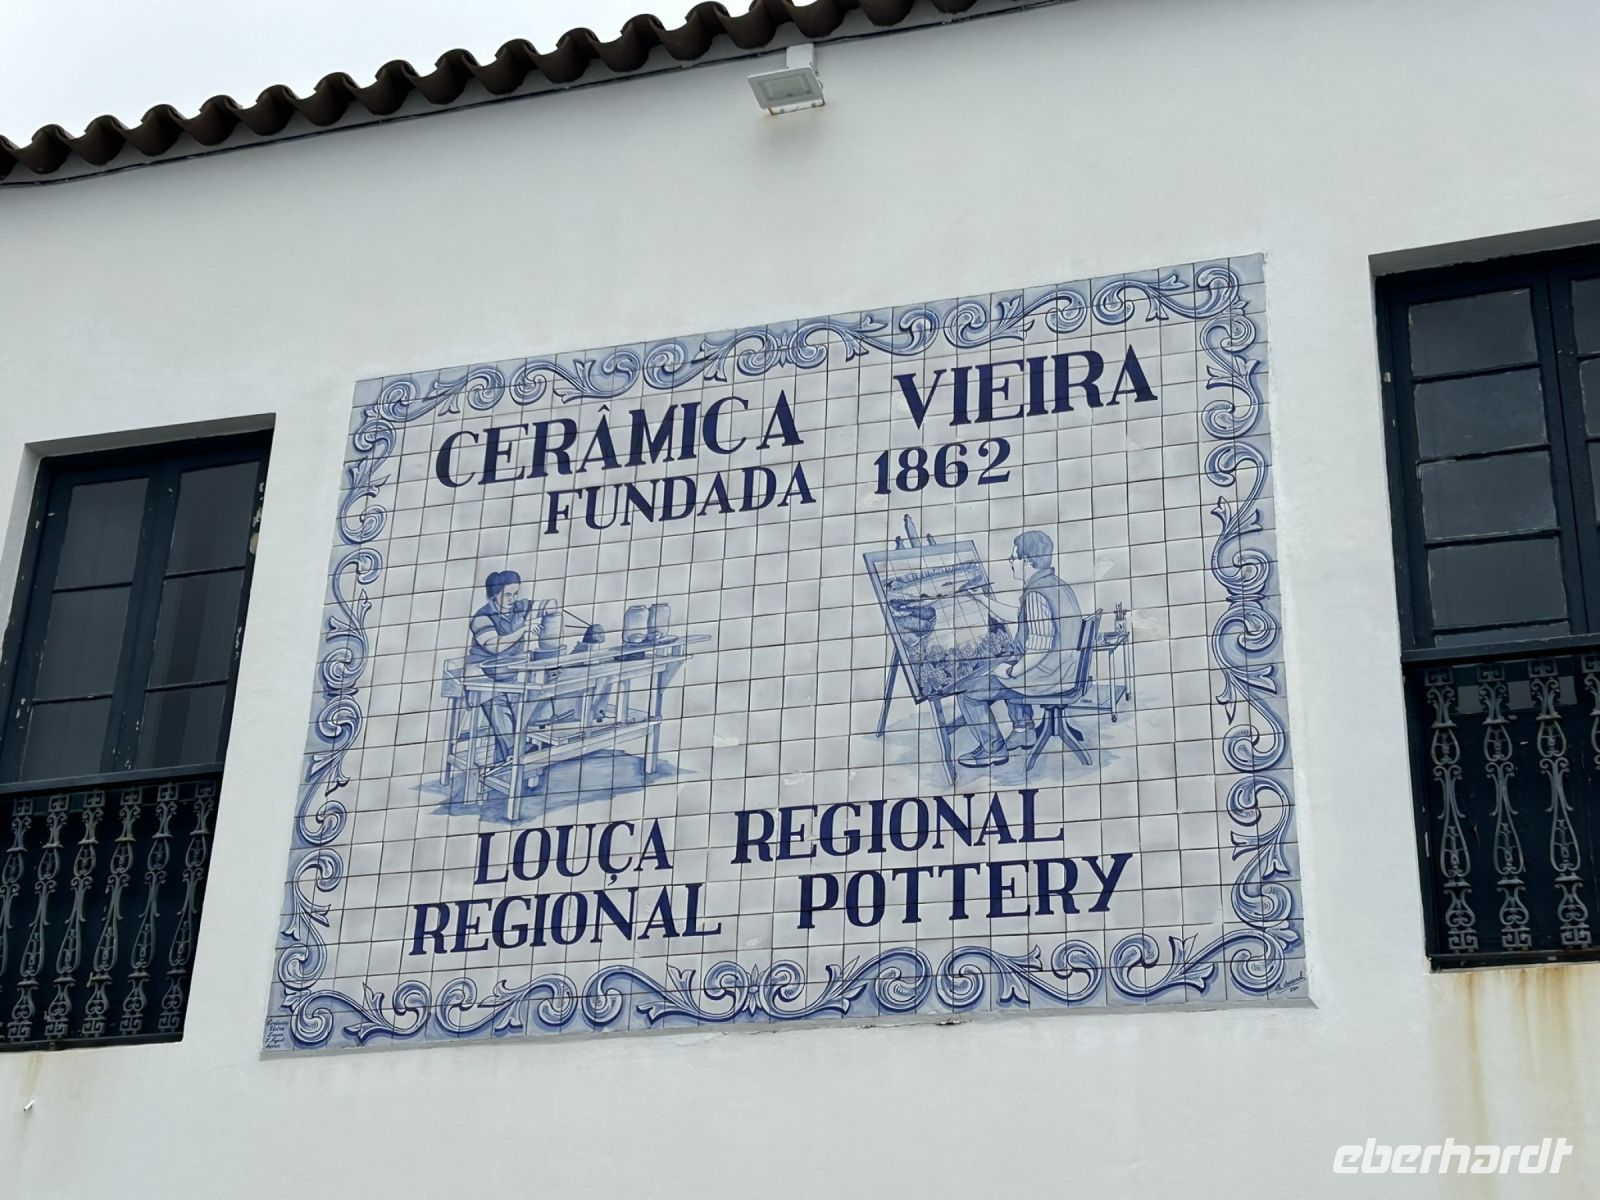 CERÂMICA VIEIRA
FUNDADA 1862
LOUÇA REGIONAL
REGIONAL POTTERY
eberhardt